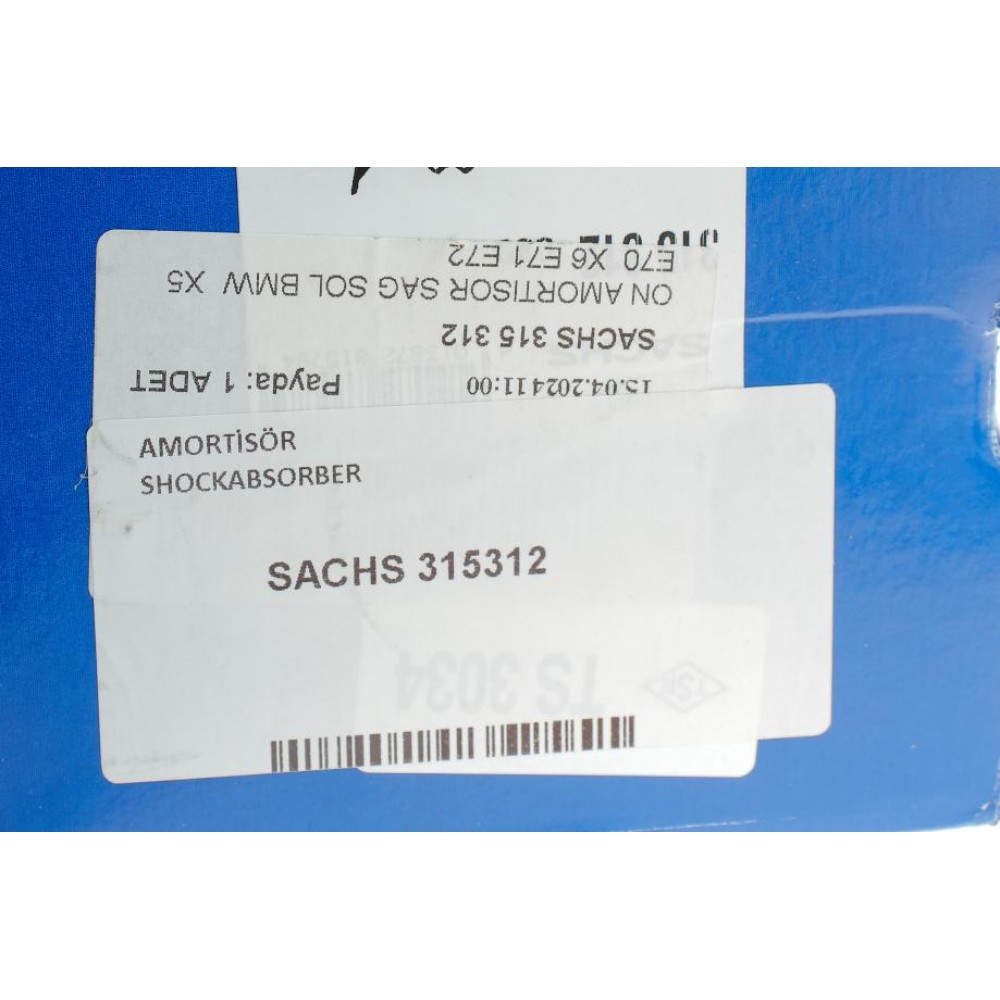 ON AMORTISOR SAG SOL BMW X5
E70 X6 E71 E72
SACHS 315 312
15.04.2024 11:00 Payda: 1 ADET
AMORTİSÖR
SHOCKABSORBER
SACHS 315312
TS 3034
TSE